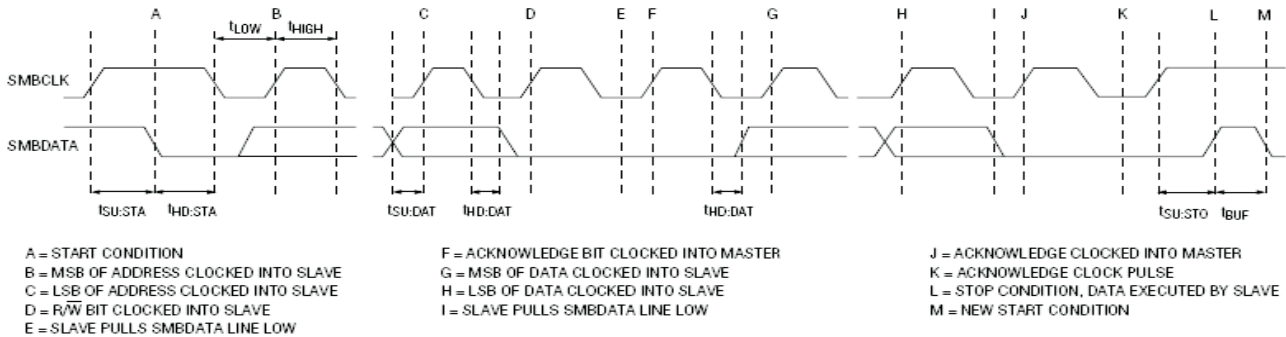 A B C D E F G H I J K L M
tLOW tHIGH
SMBCLK
SMBDATA
tSU:STA tHD:STA tSU:DAT tHD:DAT tHD:DAT tSU:STO tBUF
A = START CONDITION
B = MSB OF ADDRESS CLOCKED INTO SLAVE
C = LSB OF ADDRESS CLOCKED INTO SLAVE
D = R/W̅ BIT CLOCKED INTO SLAVE
E = SLAVE PULLS SMBDATA LINE LOW
F = ACKNOWLEDGE BIT CLOCKED INTO MASTER
G = MSB OF DATA CLOCKED INTO SLAVE
H = LSB OF DATA CLOCKED INTO SLAVE
I = SLAVE PULLS SMBDATA LINE LOW
J = ACKNOWLEDGE CLOCKED INTO MASTER
K = ACKNOWLEDGE CLOCK PULSE
L = STOP CONDITION, DATA EXECUTED BY SLAVE
M = NEW START CONDITION